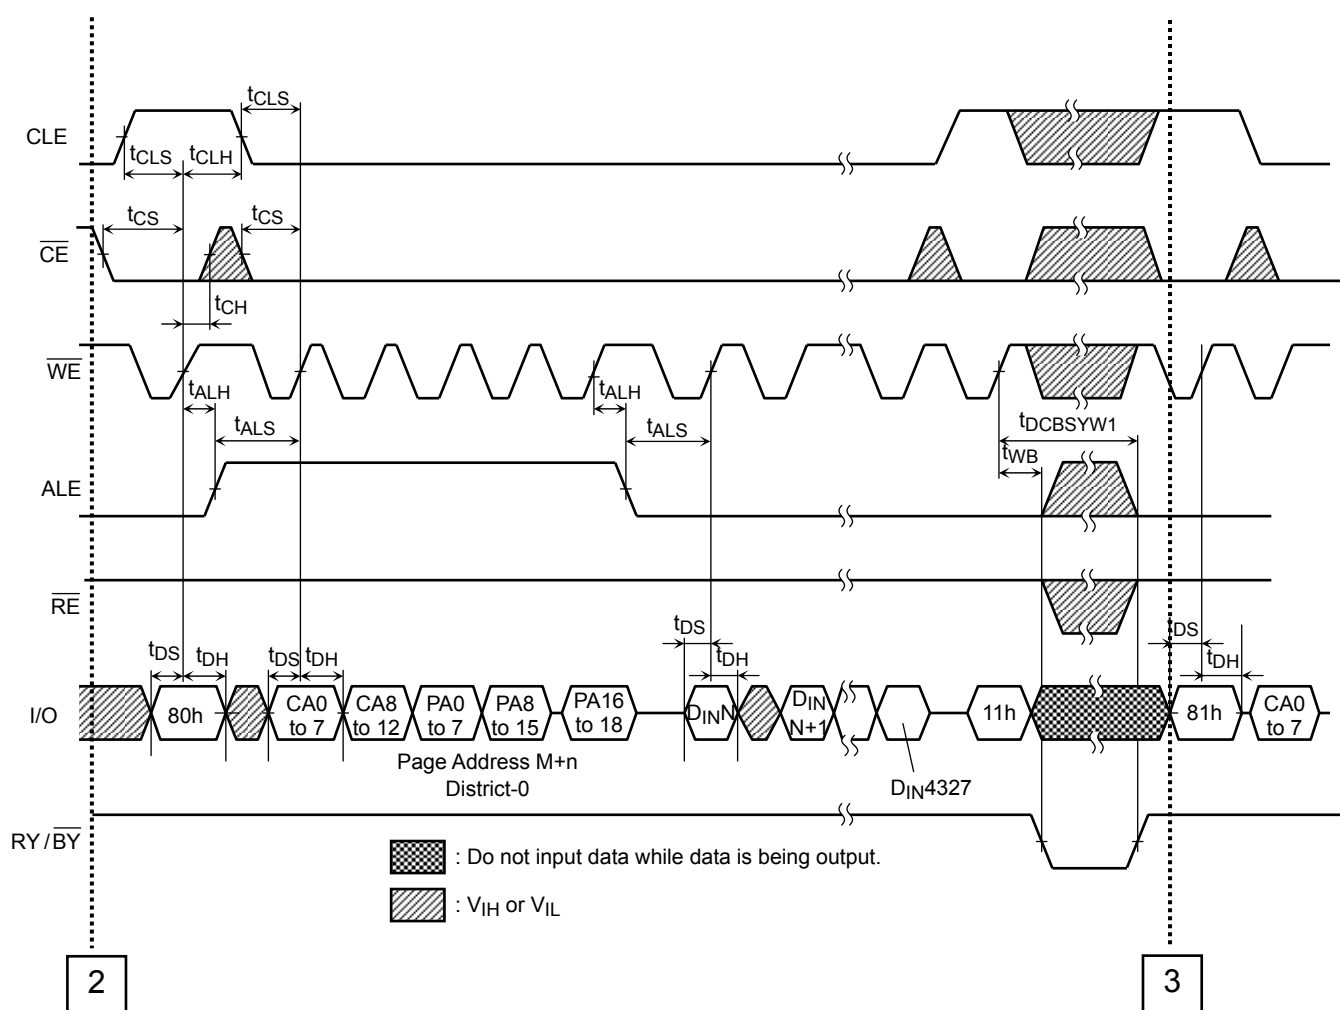 tCLS
CLE
tCLS
tCLH
tCS
tCS
CE
tCH
WE
tALH
tALH
tALS
tALS
tDCBSYW1
tWB
ALE
RE
tDS
tDH
tDS
tDH
tDS
tDH
tDS
tDH
I/O
80h
CA0 to 7
CA8 to 12
PA0 to 7
PA8 to 15
PA16 to 18
DINN
DIN N+1
11h
81h
CA0 to 7
Page Address M+n
District-0
DIN4327
RY/BY
: Do not input data while data is being output.
: VIH or VIL
2
3